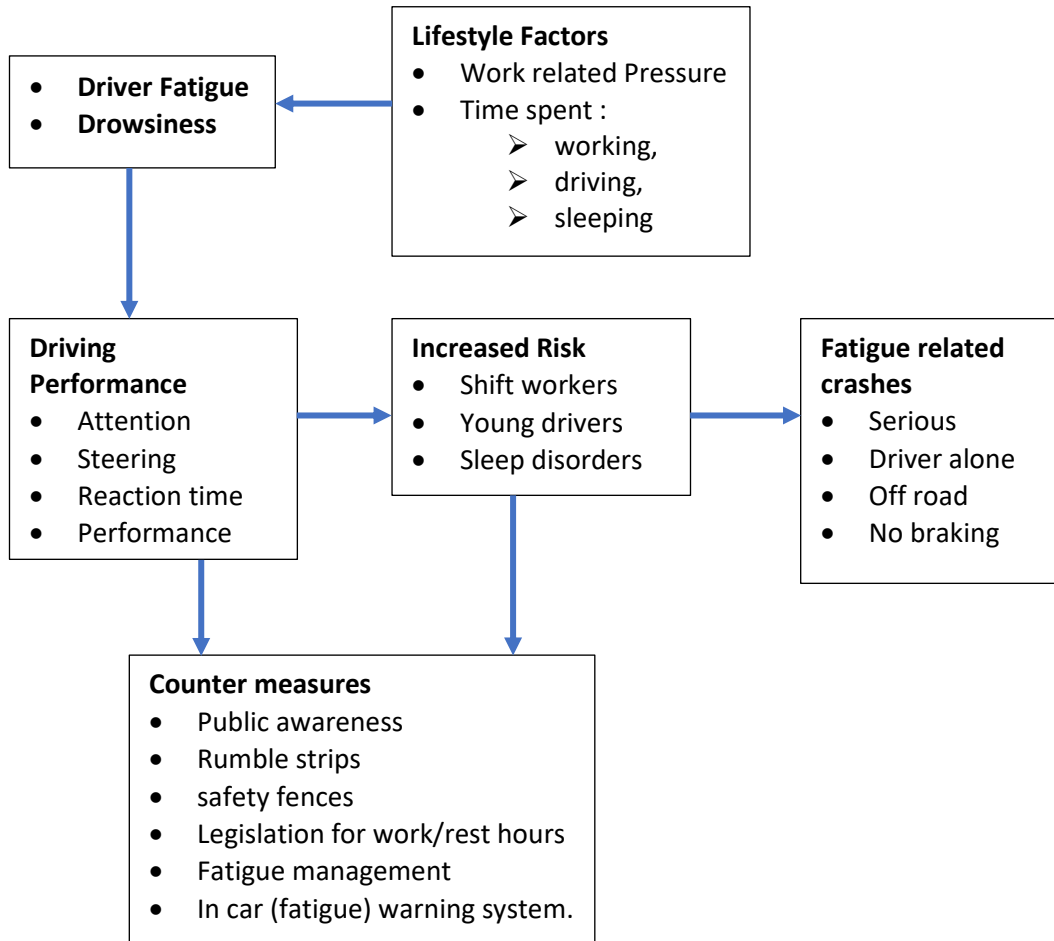 Lifestyle Factors
• Work related Pressure
• Time spent :
➢ working,
➢ driving,
➢ sleeping
• Driver Fatigue
• Drowsiness
Driving
Performance
• Attention
• Steering
• Reaction time
• Performance
Increased Risk
• Shift workers
• Young drivers
• Sleep disorders
Fatigue related
crashes
• Serious
• Driver alone
• Off road
• No braking
Counter measures
• Public awareness
• Rumble strips
• safety fences
• Legislation for work/rest hours
• Fatigue management
• In car (fatigue) warning system.